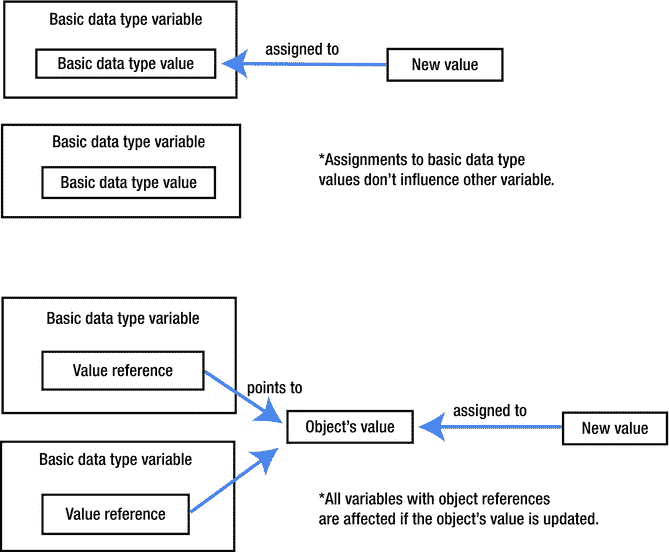 Basic data type variable
Basic data type value
assigned to
New value
Basic data type variable
Basic data type value
*Assignments to basic data type
values don't influence other variable.
Basic data type variable
Value reference
points to
Object's value
assigned to
New value
Basic data type variable
Value reference
*All variables with object references
are affected if the object's value is updated.